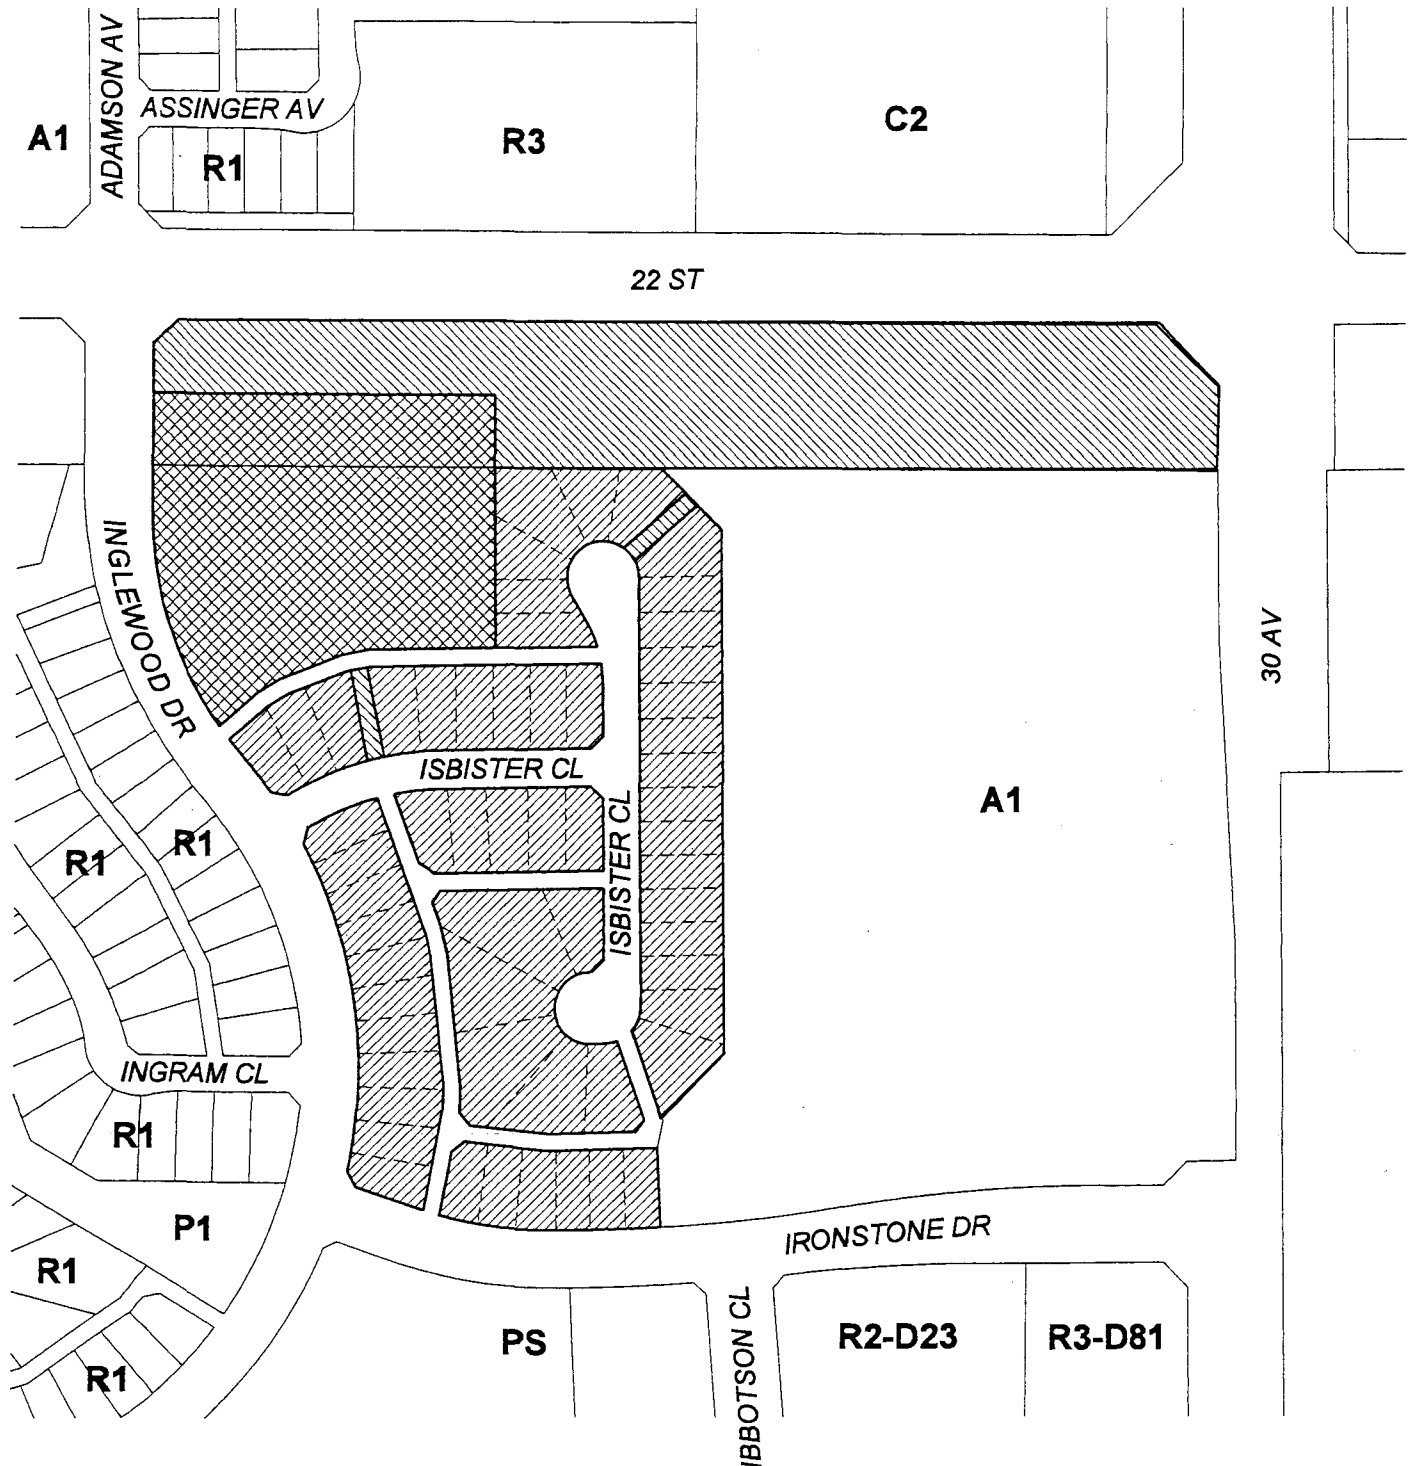 ADAMSON AV
ASSINGER AV
A1
R1
R3
C2
22 ST
INGLEWOOD DR
30 AV
ISBISTER CL
ISBISTER CL
A1
R1
R1
INGRAM CL
R1
P1
R1
R1
IRONSTONE DR
PS
IBBOTSON CL
R2-D23
R3-D81